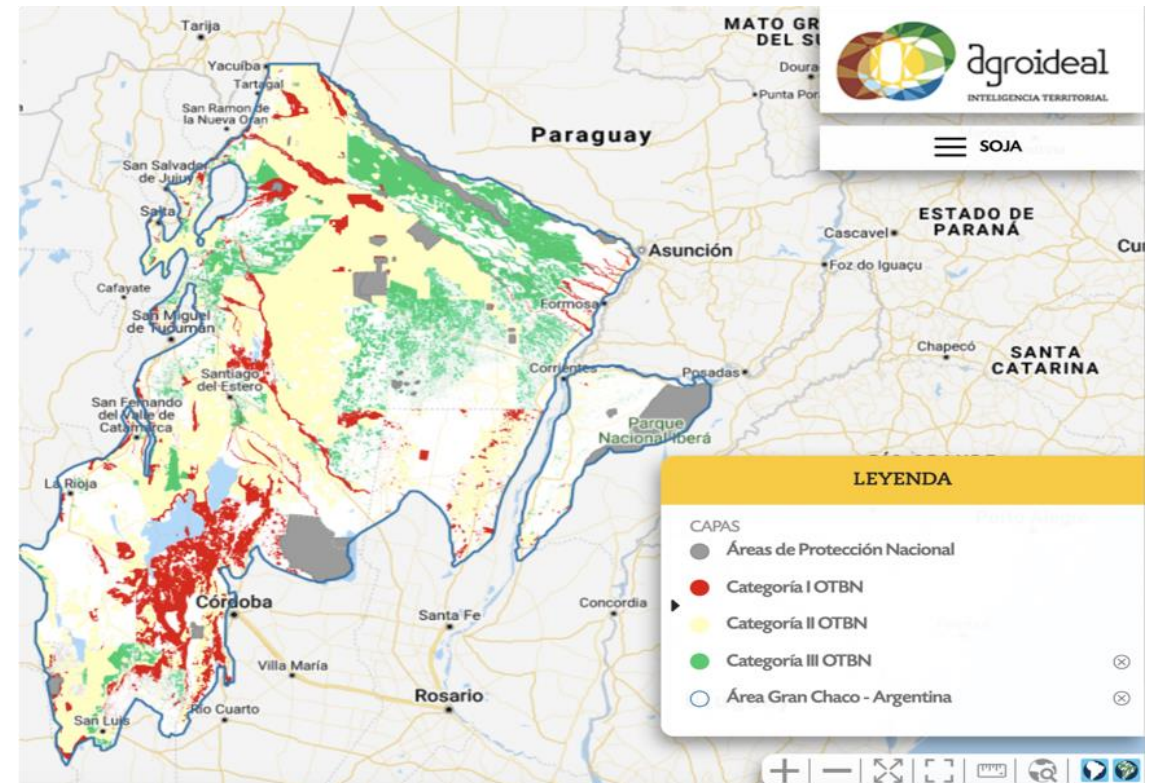 Tarija
MATO GR
DEL SU
Yacuíba
Tartagal
Doura
Punta Por
San Ramon de
la Nueva Oran
Paraguay
agroideal
INTELIGENCIA TERRITORIAL
SOJA
San Salvador
de Jujuy
Salta
ESTADO DE
PARANÁ
Cascavel
Asunción
Cu
Foz do Iguaçu
Cafayate
Formosa
San Miguel
de Tucumán
Chapecó
SANTA
CATARINA
Santiago
del Estero
Corrientes
Posadas
San Fernando
del Valle de
Catamarca
Parque
Nacional Iberá
La Rioja
LEYENDA
CAPAS
Áreas de Protección Nacional
Categoría I OTBN
Categoría II OTBN
Categoría III OTBN
Área Gran Chaco - Argentina
Córdoba
Santa Fe
Concordia
Villa María
Rosario
Río Cuarto
San Luis